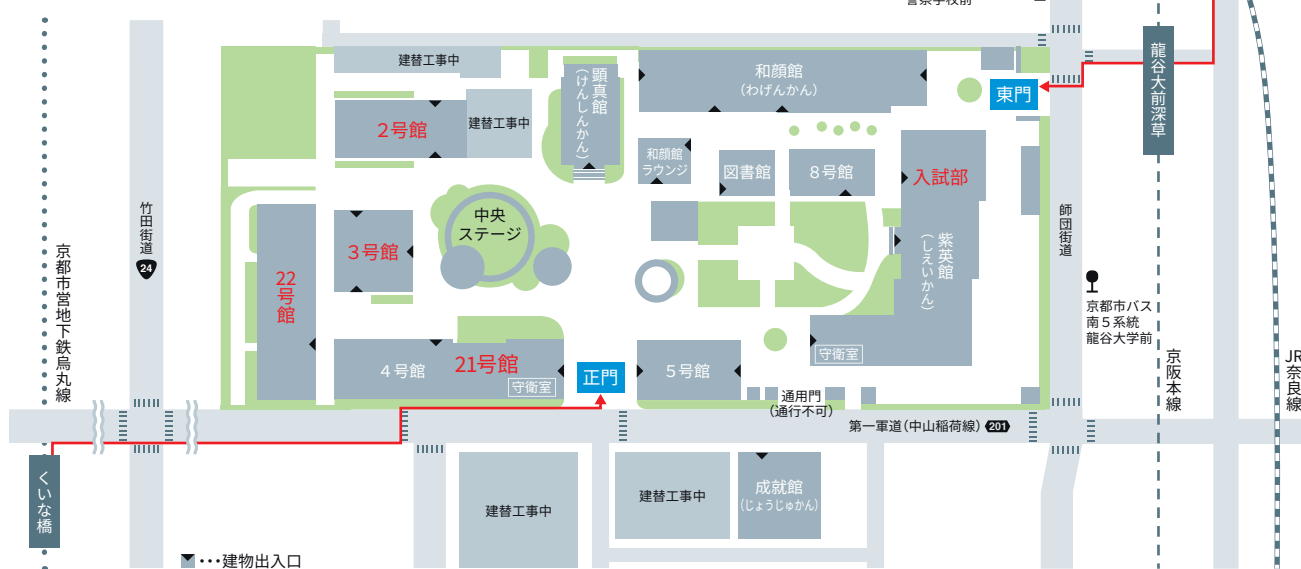 警察学校前
建替工事中
顕真館
（けんしんかん）
和顔館
（わげんかん）
東門
龍谷大前深草
２号館
建替工事中
和顔館
ラウンジ
図書館
８号館
入試部
竹田街道
24
中央
ステージ
師団街道
京都市営地下鉄烏丸線
３号館
紫英館
（しえいかん）
22
号
館
京都市バス
南５系統
龍谷大学前
京阪本線
JR
奈良線
４号館
21号館
守衛室
正門
５号館
守衛室
通用門
（通行不可）
第一軍道（中山稲荷線）
201
くいな橋
建替工事中
建替工事中
成就館
（じょうじゅかん）
･･･建物出入口